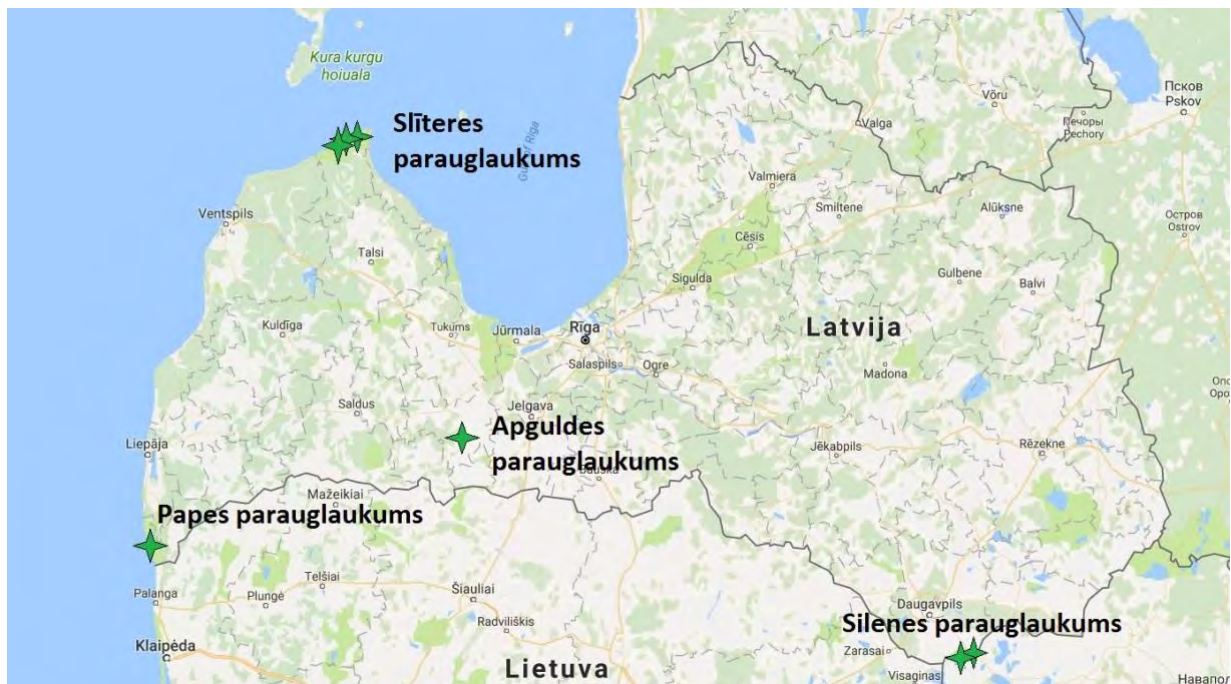 Kura kurgu
hoiuala
Slīteres
parauglaukums
Gulf of Riga
Псков
Pskov
Võru
Valga
Печоры
Pechory
Valmiera
Smiltene
Alūksne
Остров
Ostrov
Ventspils
Cēsis
Talsi
Sigulda
Gulbene
Balvi
Kuldīga
Tukums
Jūrmala
Rīga
Latvija
Salaspils
Ogre
Madona
Saldus
Jelgava
Apguldes
parauglaukums
Liepāja
Jēkabpils
Rēzekne
Bauska
Mažeikiai
Papes parauglaukums
Telšiai
Palanga
Plungė
Šiauliai
Radviliškis
Daugavpils
Silenes parauglaukums
Klaipėda
Zarasai
Lietuva
Visaginas